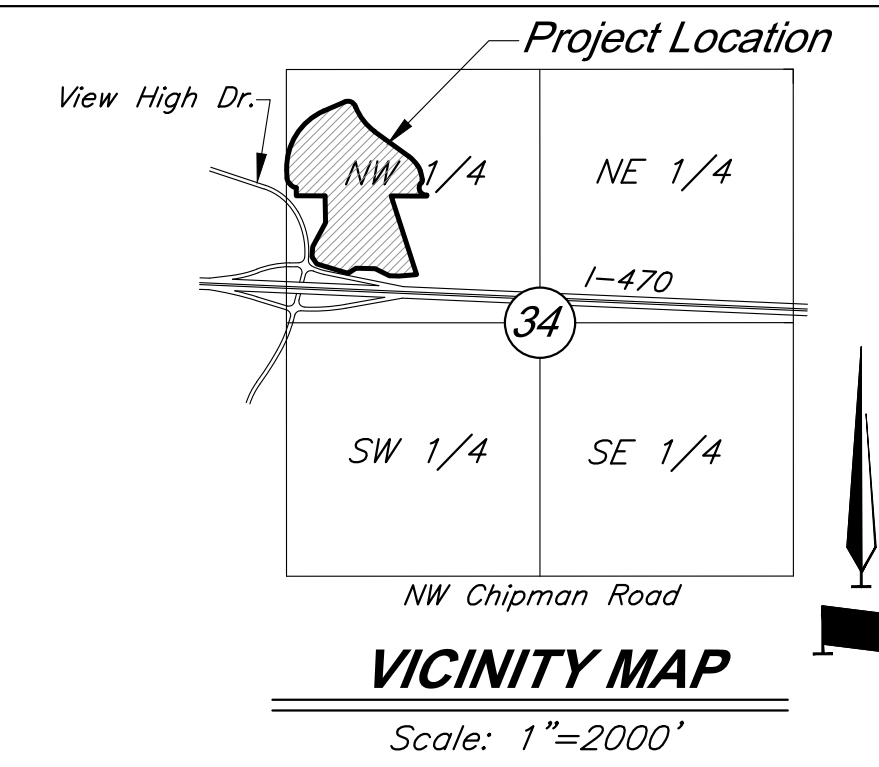 Project Location
View High Dr.
NW 1/4
NE 1/4
I-470
34
SW 1/4
SE 1/4
NW Chipman Road
VICINITY MAP
Scale: 1"=2000'